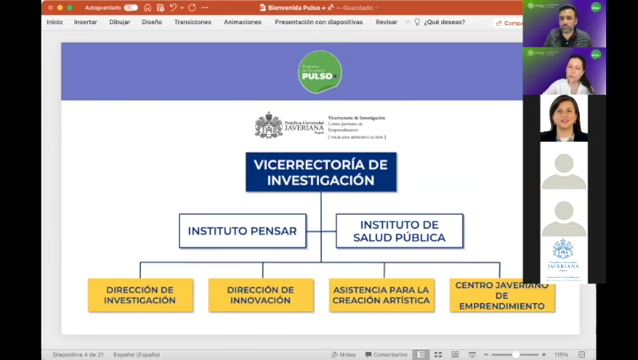 Autoguardado
Bienvenida Pulso +
Guardado
Inicio Insertar Dibujar Diseño Transiciones Animaciones Presentación con diapositivas Revisar ¿Qué deseas?
PULSO+
Pontificia Universidad
JAVERIANA
Bogotá
Vicerrectoría de Investigación
Centro Javeriano de
Emprendimiento
VICERRECTORÍA DE
INVESTIGACIÓN
INSTITUTO PENSAR
INSTITUTO DE
SALUD PÚBLICA
DIRECCIÓN DE
INVESTIGACIÓN
DIRECCIÓN DE
INNOVACIÓN
ASISTENCIA PARA LA
CREACIÓN ARTÍSTICA
CENTRO JAVERIANO
DE
EMPRENDIMIENTO
JAVERIANA
Diapositiva 4 de 21 Español (España) Notas Comentarios 115%